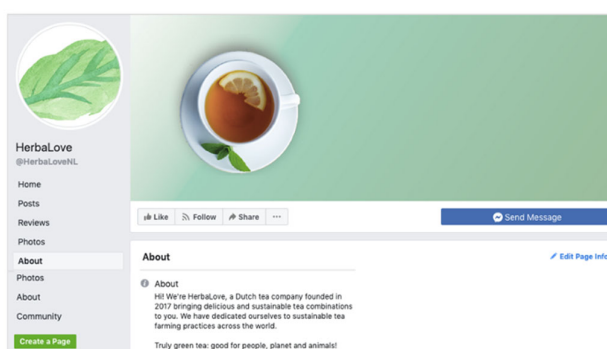 HerbaLove
@HerbaLoveNL
Home
Posts
Reviews
Photos
About
Photos
About
Community
Create a Page
Like
Follow
Share
...
Send Message
About
Edit Page Info
About
Hi! We're HerbaLove, a Dutch tea company founded in
2017 bringing delicious and sustainable tea combinations
to you. We have dedicated ourselves to sustainable tea
farming practices across the world.
Truly green tea: good for people, planet and animals!